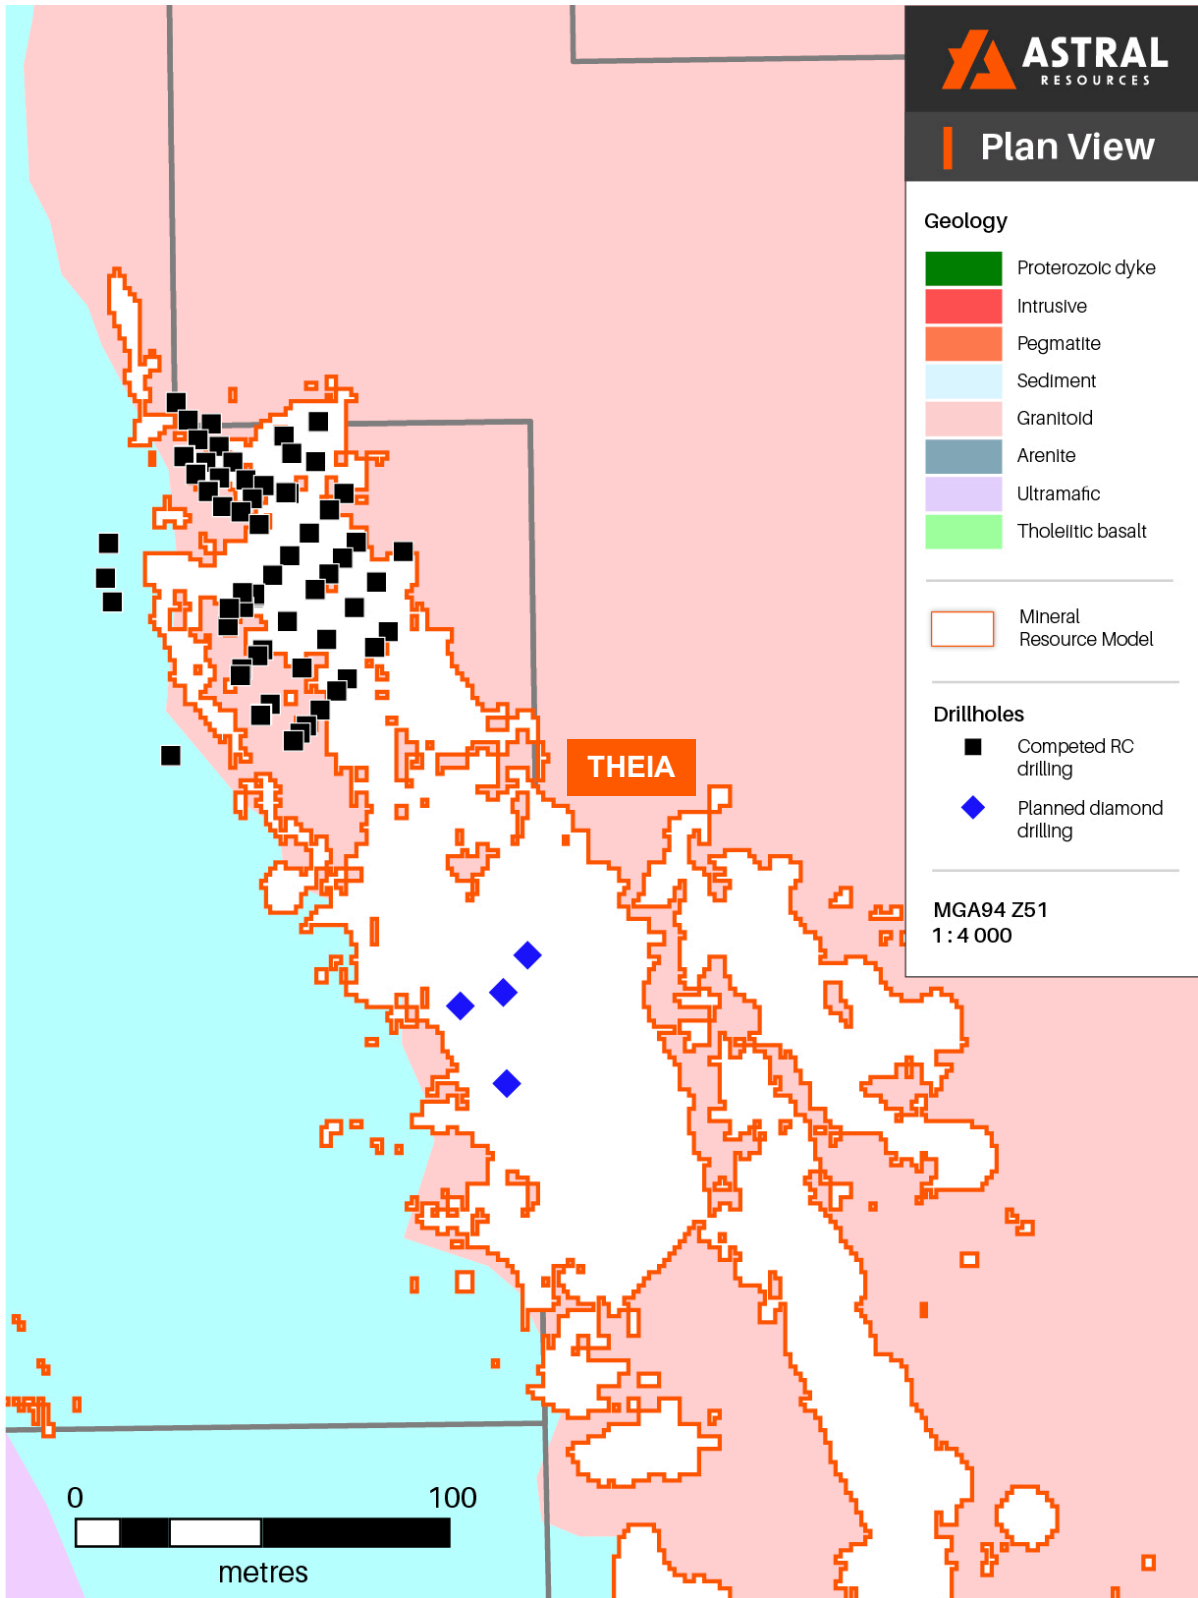 ASTRAL
RESOURCES
Plan View
Geology
Proterozoic dyke
Intrusive
Pegmatite
Sediment
Granitoid
Arenite
Ultramafic
Tholeiitic basalt
Mineral
Resource Model
Drillholes
Competed RC
drilling
Planned diamond
drilling
MGA94 Z51
1 : 4 000
THEIA
0 100
metres